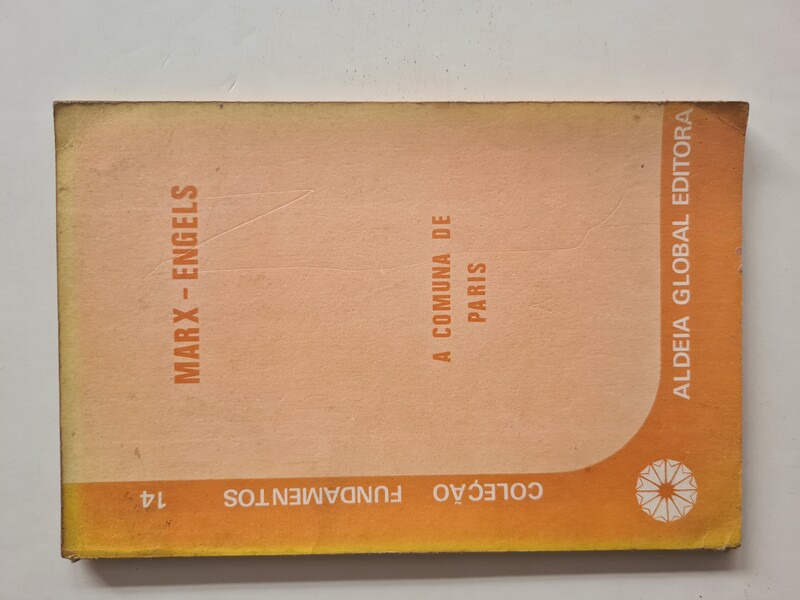 MARX - ENGELS
A COMUNA DE
PARIS
COLEÇÃO FUNDAMENTOS 14
ALDEIA GLOBAL EDITORA